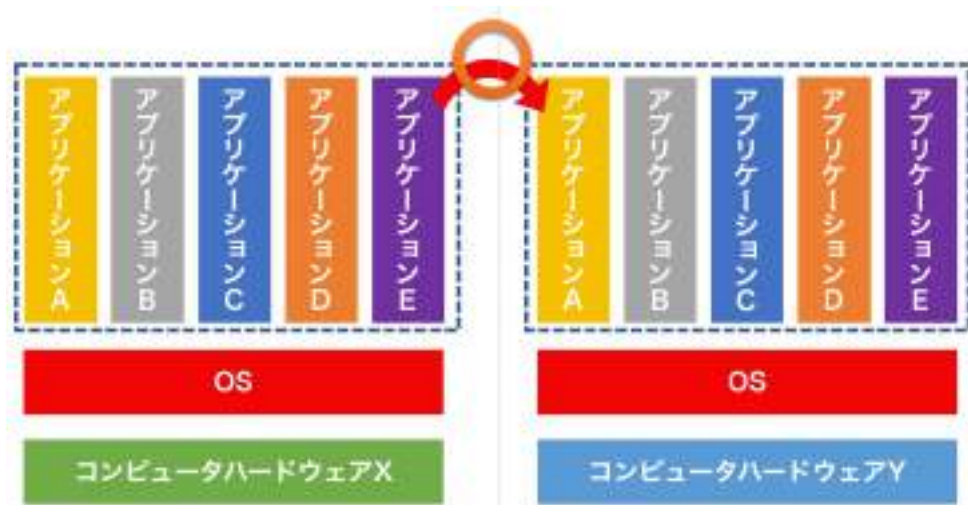 アプリケーションA
アプリケーションB
アプリケーションC
アプリケーションD
アプリケーションE
OS
コンピュータハードウェアX
アプリケーションA
アプリケーションB
アプリケーションC
アプリケーションD
アプリケーションE
OS
コンピュータハードウェアY